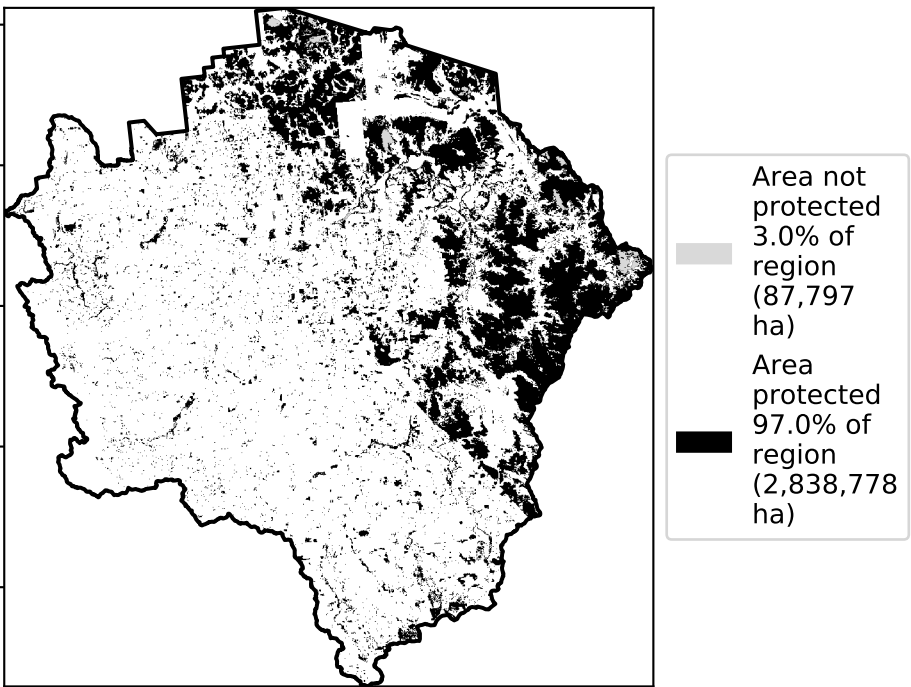 Area not
protected
3.0% of
region
(87,797
ha)
Area
protected
97.0% of
region
(2,838,778
ha)